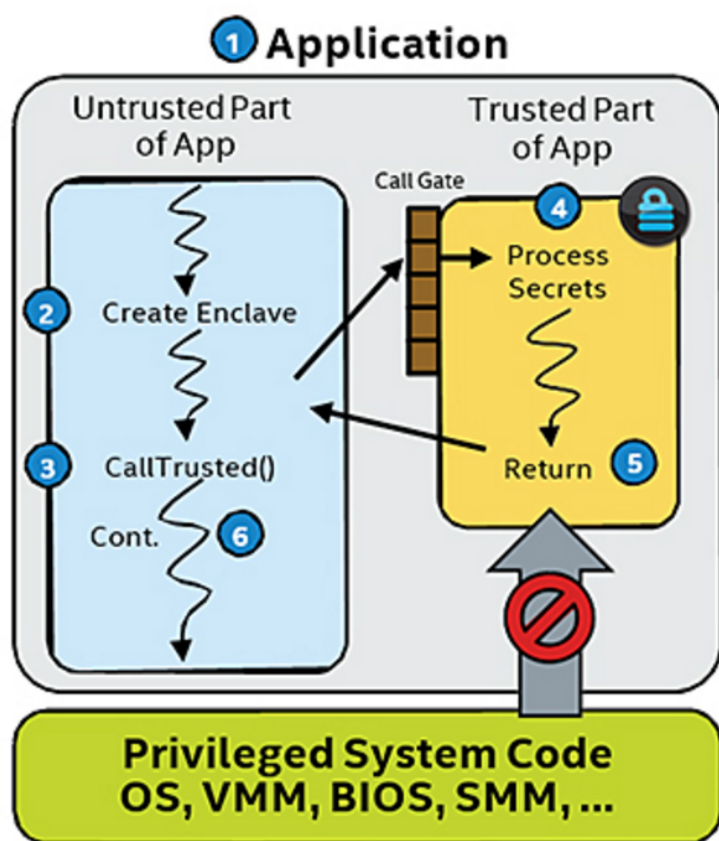 1 Application
Untrusted Part
of App
Trusted Part
of App
Call Gate
4
Process
Secrets
2
Create Enclave
3
CallTrusted()
Return 5
Cont. 6
Privileged System Code
OS, VMM, BIOS, SMM, ...